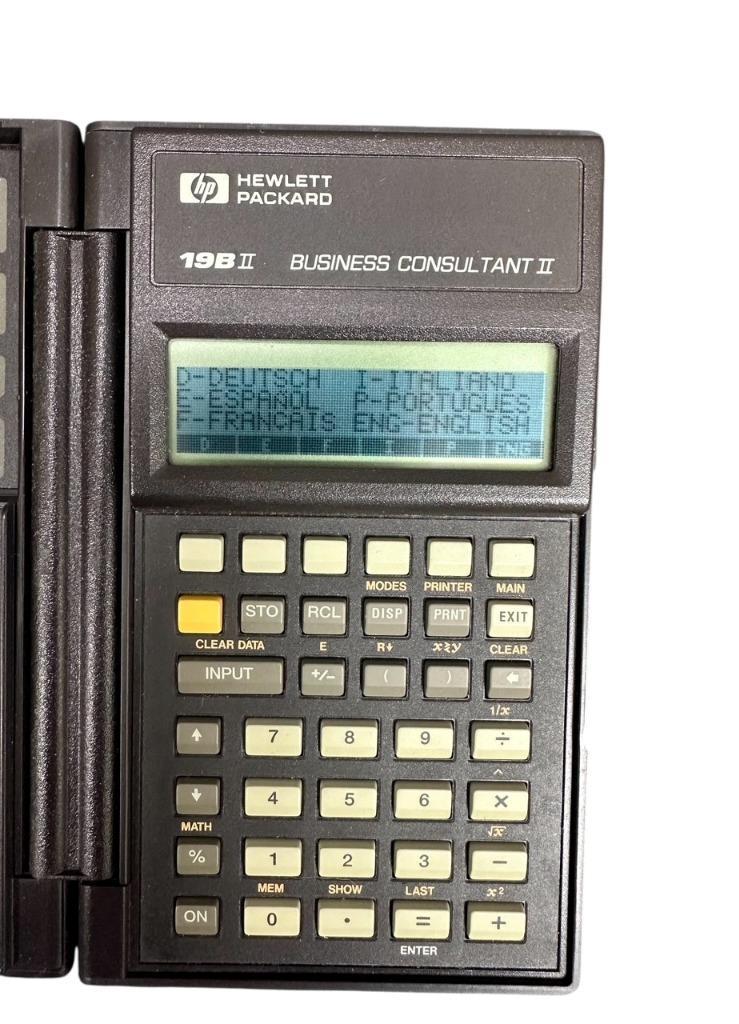 hp HEWLETT
PACKARD
19BII BUSINESS CONSULTANT II
D-DEUTSCH I-ITALIANO
E-ESPAÑOL P-PORTUGUES
F-FRANCAIS ENG-ENGLISH
D E F I P ENG
MODES PRINTER MAIN
STO RCL DISP PRNT EXIT
CLEAR DATA E R↓ x≷y CLEAR
INPUT +/− ( ) ←
1/x
↑ 7 8 9 ÷
^
↓ 4 5 6 ×
MATH √x
% 1 2 3 −
MEM SHOW LAST x²
ON 0 · = +
ENTER